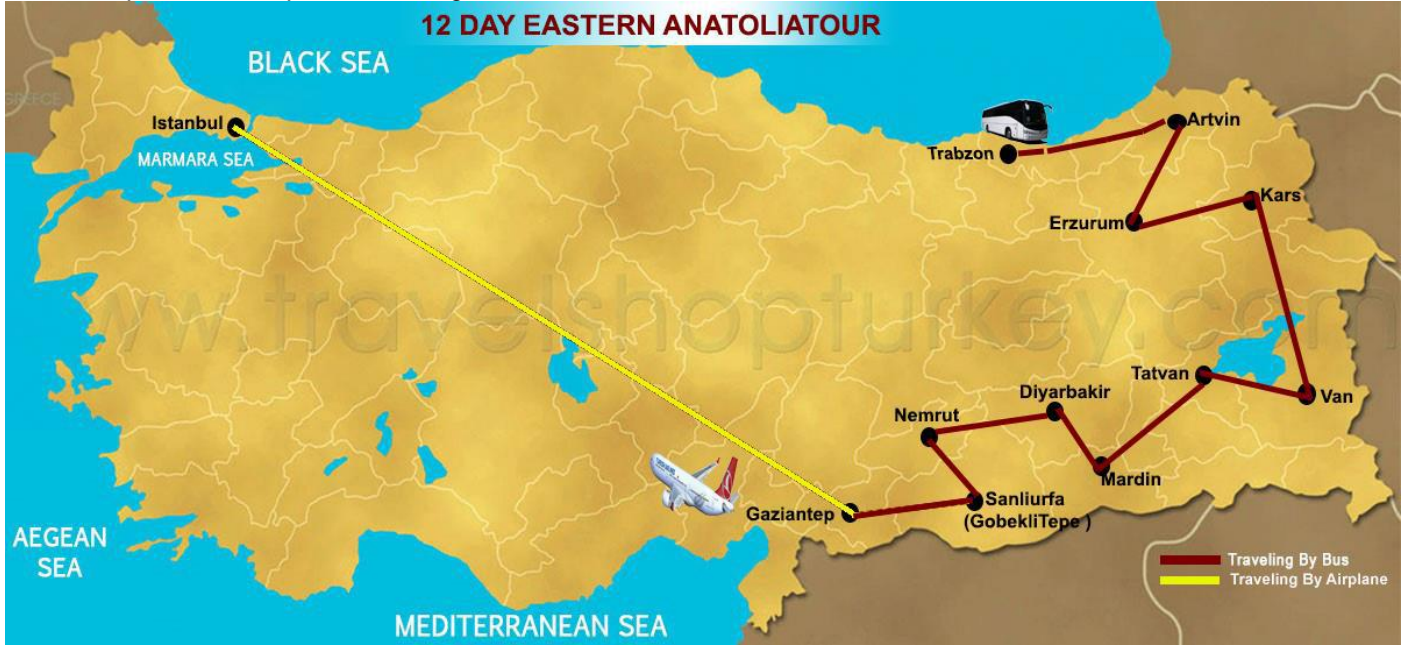 12 DAY EASTERN ANATOLIATOUR
BLACK SEA
GREECE
Istanbul
MARMARA SEA
Artvin
Trabzon
Kars
Erzurum
www.travelshopturkey.com
Tatvan
Van
Diyarbakir
Nemrut
Mardin
Sanliurfa
(GobekliTepe )
Gaziantep
AEGEAN
SEA
Traveling By Bus
Traveling By Airplane
MEDITERRANEAN SEA